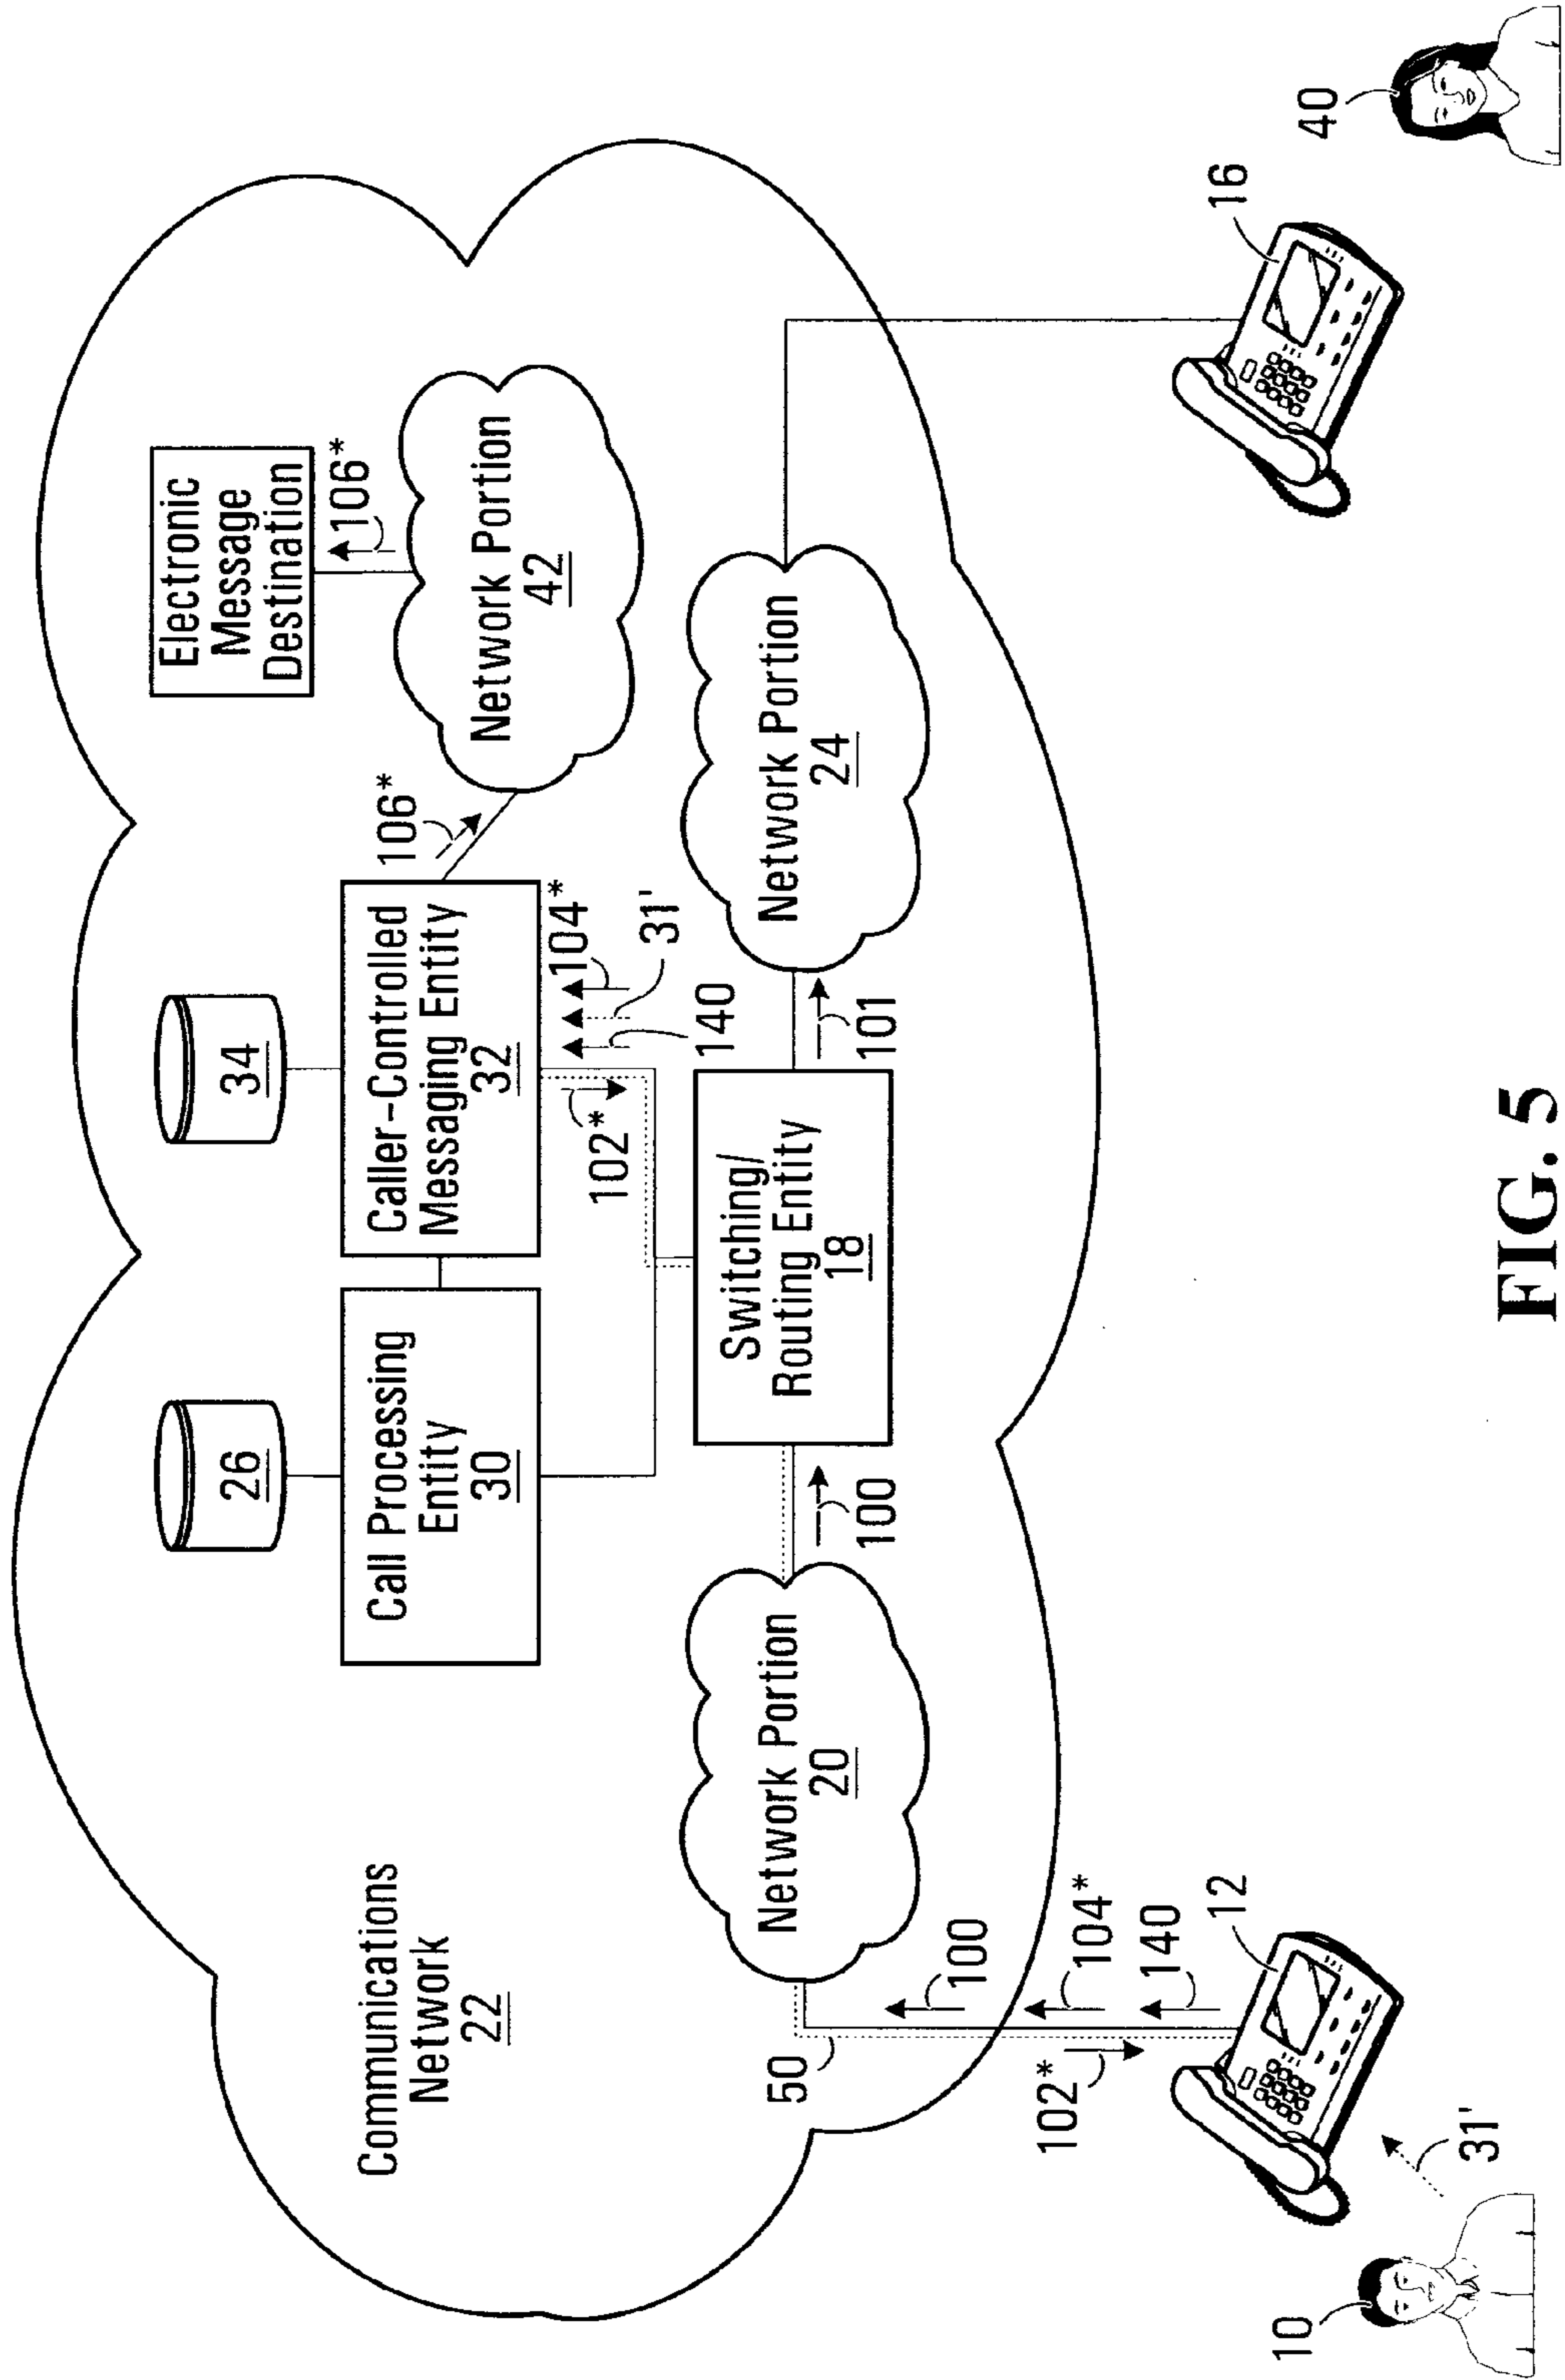 Electronic
Message
Destination
106*
34
26
106*
Network Portion
42
Caller-Controlled
Messaging Entity
32
Call Processing
Entity
30
Communications
Network
22
104*
31'
140
102*
Network Portion
24
101
Switching/
Routing Entity
18
100
Network Portion
20
50
100
104*
140
102*
12
16
40
31'
10
FIG. 5